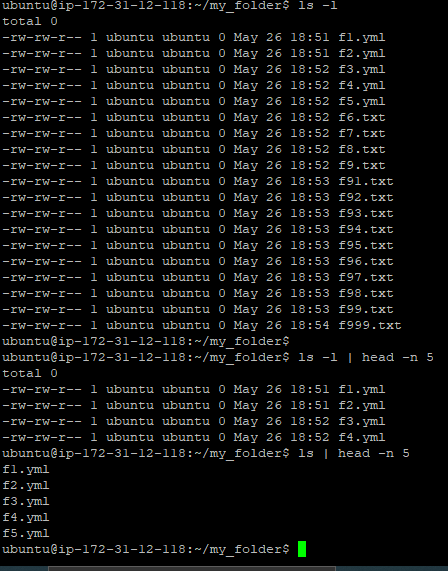 ubuntu@ip-172-31-12-118:~/my_folder$ ls -l
total 0
-rw-rw-r-- 1 ubuntu ubuntu 0 May 26 18:51 f1.yml
-rw-rw-r-- 1 ubuntu ubuntu 0 May 26 18:51 f2.yml
-rw-rw-r-- 1 ubuntu ubuntu 0 May 26 18:52 f3.yml
-rw-rw-r-- 1 ubuntu ubuntu 0 May 26 18:52 f4.yml
-rw-rw-r-- 1 ubuntu ubuntu 0 May 26 18:52 f5.yml
-rw-rw-r-- 1 ubuntu ubuntu 0 May 26 18:52 f6.txt
-rw-rw-r-- 1 ubuntu ubuntu 0 May 26 18:52 f7.txt
-rw-rw-r-- 1 ubuntu ubuntu 0 May 26 18:52 f8.txt
-rw-rw-r-- 1 ubuntu ubuntu 0 May 26 18:52 f9.txt
-rw-rw-r-- 1 ubuntu ubuntu 0 May 26 18:53 f91.txt
-rw-rw-r-- 1 ubuntu ubuntu 0 May 26 18:53 f92.txt
-rw-rw-r-- 1 ubuntu ubuntu 0 May 26 18:53 f93.txt
-rw-rw-r-- 1 ubuntu ubuntu 0 May 26 18:53 f94.txt
-rw-rw-r-- 1 ubuntu ubuntu 0 May 26 18:53 f95.txt
-rw-rw-r-- 1 ubuntu ubuntu 0 May 26 18:53 f96.txt
-rw-rw-r-- 1 ubuntu ubuntu 0 May 26 18:53 f97.txt
-rw-rw-r-- 1 ubuntu ubuntu 0 May 26 18:53 f98.txt
-rw-rw-r-- 1 ubuntu ubuntu 0 May 26 18:53 f99.txt
-rw-rw-r-- 1 ubuntu ubuntu 0 May 26 18:54 f999.txt
ubuntu@ip-172-31-12-118:~/my_folder$
ubuntu@ip-172-31-12-118:~/my_folder$ ls -l | head -n 5
total 0
-rw-rw-r-- 1 ubuntu ubuntu 0 May 26 18:51 f1.yml
-rw-rw-r-- 1 ubuntu ubuntu 0 May 26 18:51 f2.yml
-rw-rw-r-- 1 ubuntu ubuntu 0 May 26 18:52 f3.yml
-rw-rw-r-- 1 ubuntu ubuntu 0 May 26 18:52 f4.yml
ubuntu@ip-172-31-12-118:~/my_folder$ ls | head -n 5
f1.yml
f2.yml
f3.yml
f4.yml
f5.yml
ubuntu@ip-172-31-12-118:~/my_folder$